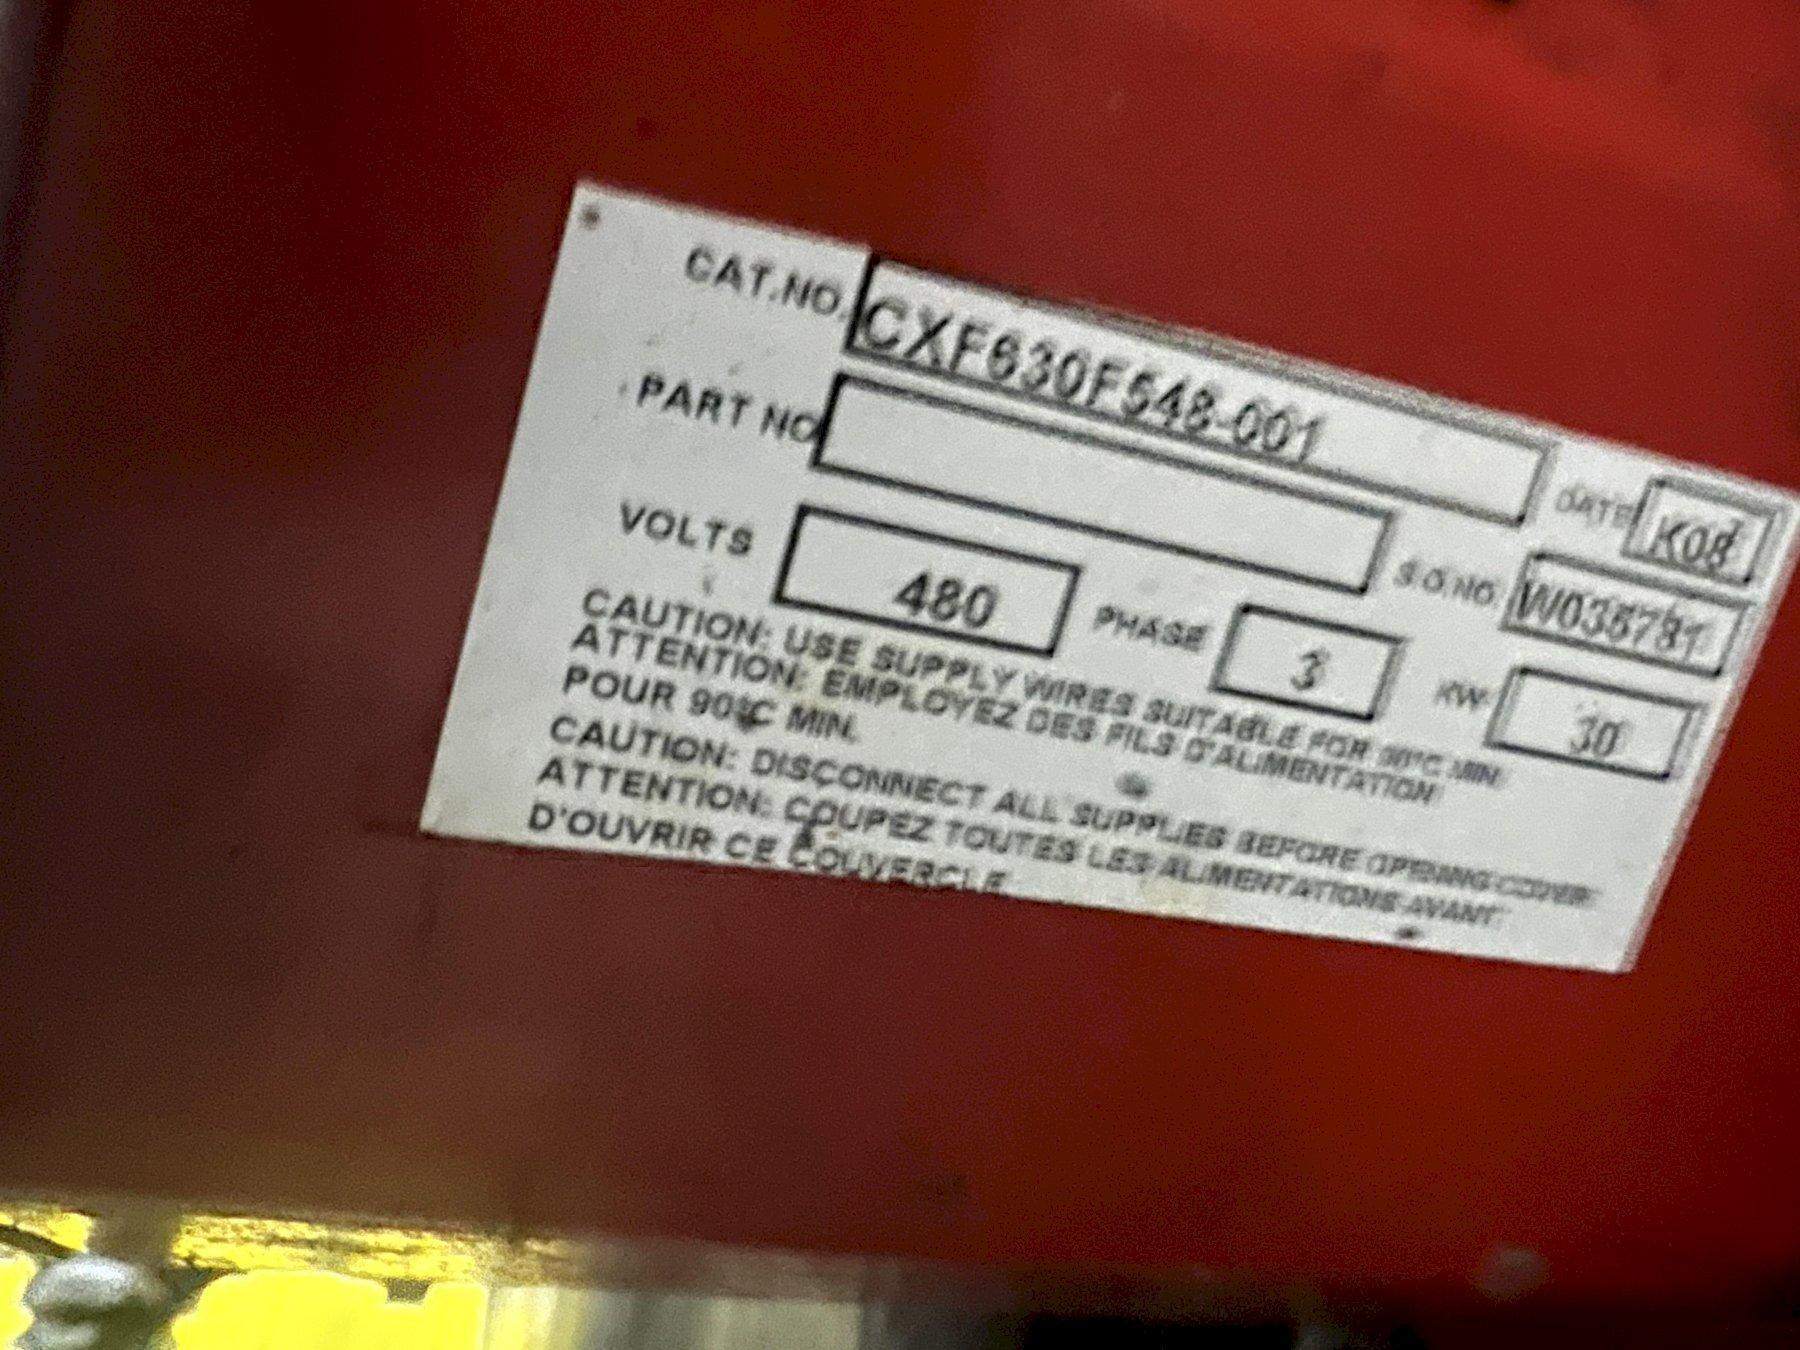 CAT.NO. CXF630F548-001
DATE K08
PART NO
S.O.NO.
VOLTS 480 PHASE 3 KW 30
CAUTION: USE SUPPLY WIRES SUITABLE FOR 90°C MIN.
ATTENTION: EMPLOYEZ DES FILS D'ALIMENTATION
POUR 90°C MIN.
CAUTION: DISCONNECT ALL SUPPLIES BEFORE OPENING COVER
ATTENTION: COUPEZ TOUTES LES ALIMENTATIONS AVANT
D'OUVRIR CE COUVERCLE